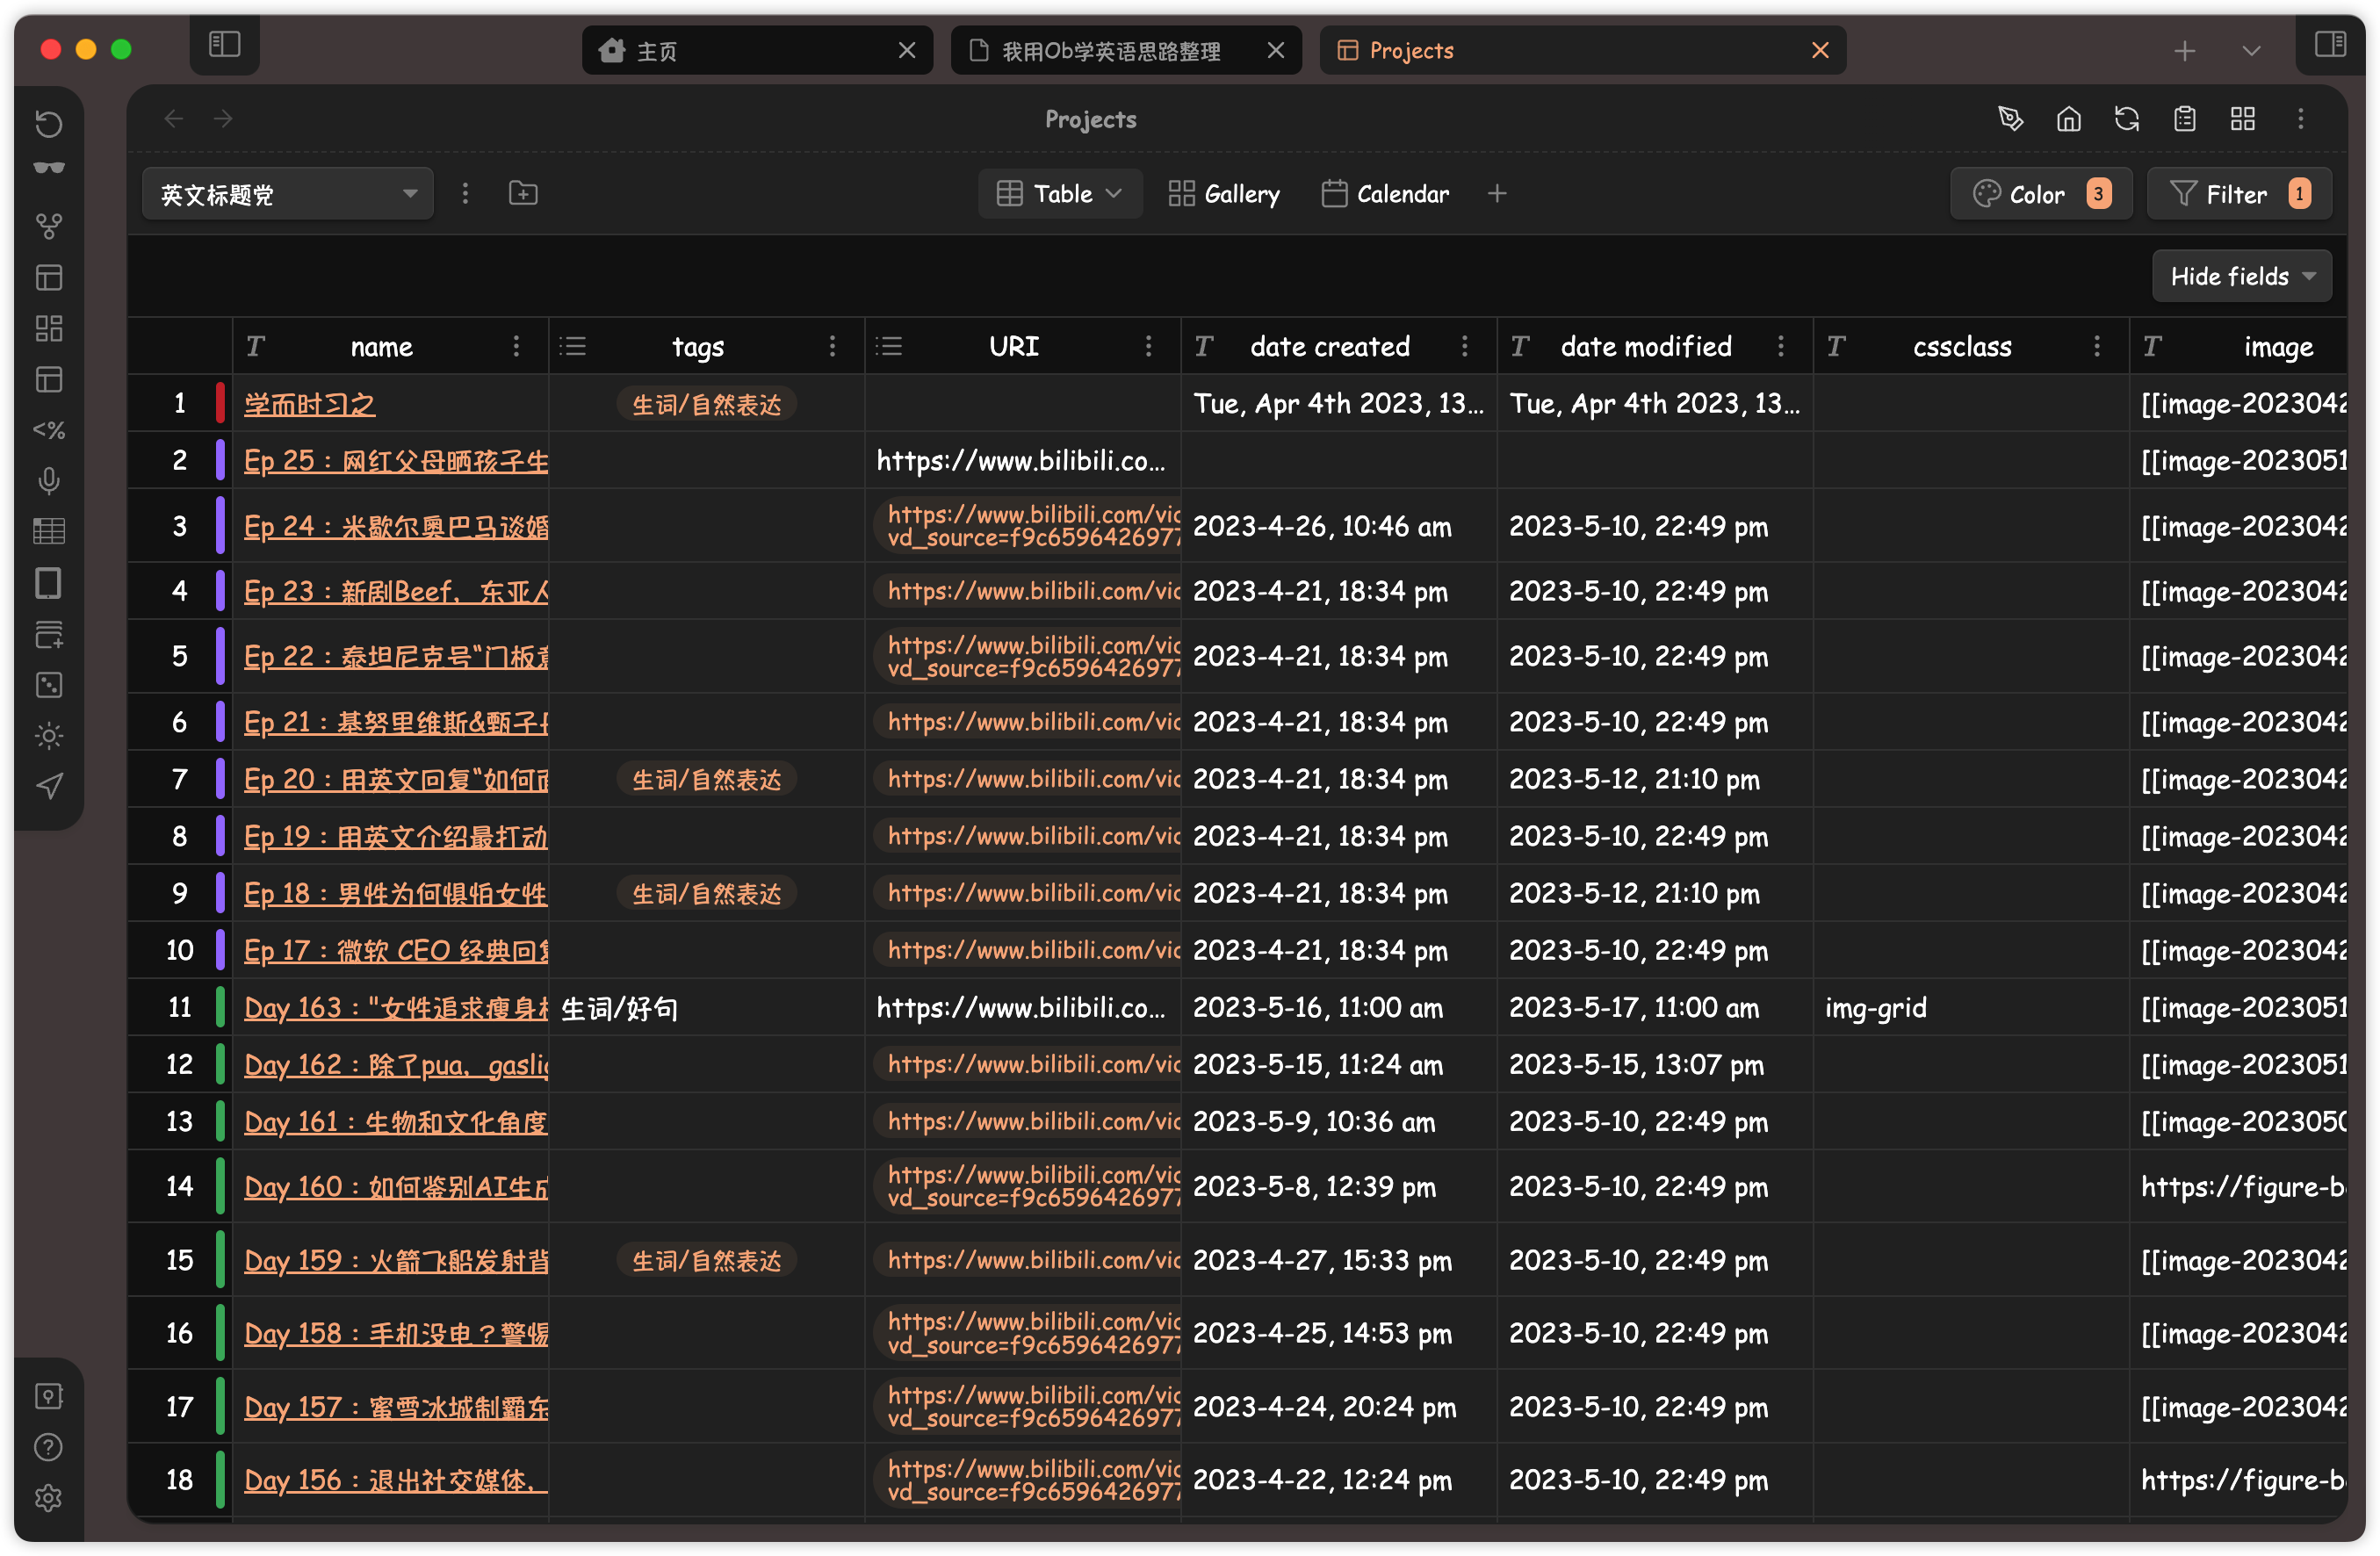 主页
我用Ob学英语思路整理
Projects
Projects
英文标题党
Table
Gallery
Calendar
Color 3
Filter 1
Hide fields
name tags URI date created date modified cssclass image
1 学而时习之 生词/自然表达 Tue, Apr 4th 2023, 13... Tue, Apr 4th 2023, 13... [[image-202304
2 Ep 25：网红父母晒孩子生 https://www.bilibili.co... [[image-202305
3 Ep 24：米歇尔奥巴马谈婚 https://www.bilibili.com/
vd_source=f9c65964269 2023-4-26, 10:46 am 2023-5-10, 22:49 pm [[image-202304
4 Ep 23：新剧Beef，东亚人 https://www.bilibili.com/ 2023-4-21, 18:34 pm 2023-5-10, 22:49 pm [[image-202304
5 Ep 22：泰坦尼克号“门板 https://www.bilibili.com/
vd_source=f9c65964269 2023-4-21, 18:34 pm 2023-5-10, 22:49 pm [[image-202304
6 Ep 21：基努里维斯&甄子 https://www.bilibili.com/ 2023-4-21, 18:34 pm 2023-5-10, 22:49 pm [[image-202304
7 Ep 20：用英文回复“如何 生词/自然表达 https://www.bilibili.com/ 2023-4-21, 18:34 pm 2023-5-12, 21:10 pm [[image-202304
8 Ep 19：用英文介绍最打动 https://www.bilibili.com/ 2023-4-21, 18:34 pm 2023-5-10, 22:49 pm [[image-202304
9 Ep 18：男性为何惧怕女性 生词/自然表达 https://www.bilibili.com/ 2023-4-21, 18:34 pm 2023-5-12, 21:10 pm [[image-202304
10 Ep 17：微软 CEO 经典回 https://www.bilibili.com/ 2023-4-21, 18:34 pm 2023-5-10, 22:49 pm [[image-202304
11 Day 163："女性追求瘦身 生词/好句 https://www.bilibili.co... 2023-5-16, 11:00 am 2023-5-17, 11:00 am img-grid [[image-202305
12 Day 162：除了pua，gasli https://www.bilibili.com/ 2023-5-15, 11:24 am 2023-5-15, 13:07 pm [[image-202305
13 Day 161：生物和文化角度 https://www.bilibili.com/ 2023-5-9, 10:36 am 2023-5-10, 22:49 pm [[image-202305
14 Day 160：如何鉴别AI生成 https://www.bilibili.com/
vd_source=f9c65964269 2023-5-8, 12:39 pm 2023-5-10, 22:49 pm https://figure-b
15 Day 159：火箭飞船发射背 生词/自然表达 https://www.bilibili.com/ 2023-4-27, 15:33 pm 2023-5-10, 22:49 pm [[image-202304
16 Day 158：手机没电？警惕 https://www.bilibili.com/
vd_source=f9c65964269 2023-4-25, 14:53 pm 2023-5-10, 22:49 pm [[image-202304
17 Day 157：蜜雪冰城制霸东 https://www.bilibili.com/
vd_source=f9c65964269 2023-4-24, 20:24 pm 2023-5-10, 22:49 pm [[image-202304
18 Day 156：退出社交媒体， https://www.bilibili.com/
vd_source=f9c65964269 2023-4-22, 12:24 pm 2023-5-10, 22:49 pm https://figure-b